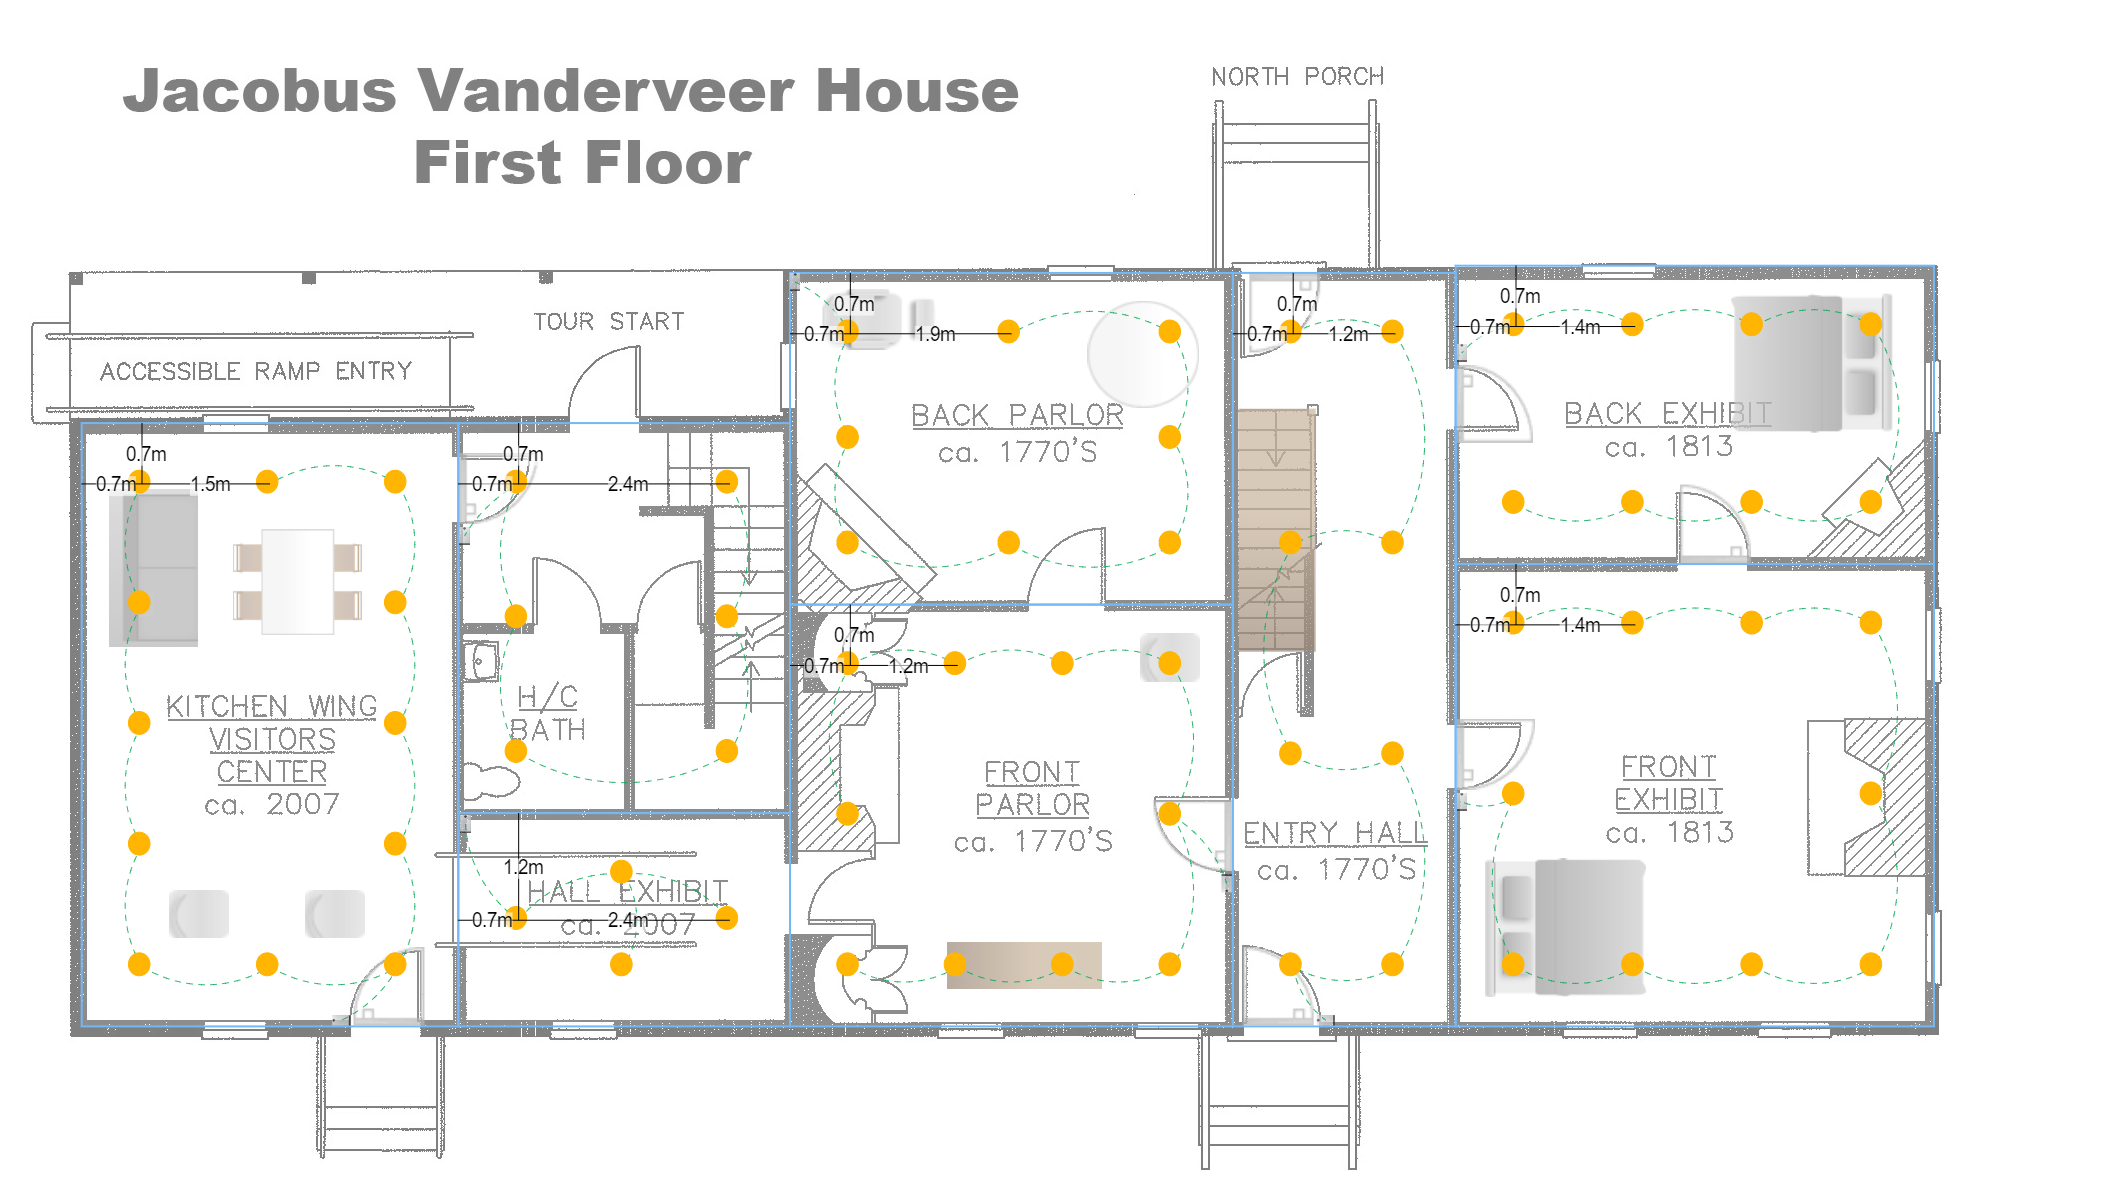 Jacobus Vanderveer House
First Floor
NORTH PORCH
TOUR START
ACCESSIBLE RAMP ENTRY
0.7m
0.7m
1.5m
0.7m
0.7m
2.4m
0.7m
0.7m
1.9m
0.7m
0.7m
1.2m
0.7m
0.7m
1.4m
BACK PARLOR
ca. 1770'S
BACK EXHIBIT
ca. 1813
0.7m
0.7m
1.2m
0.7m
0.7m
1.4m
KITCHEN WING
VISITORS
CENTER
ca. 2007
H/C
BATH
FRONT
PARLOR
ca. 1770'S
FRONT
EXHIBIT
ca. 1813
ENTRY HALL
ca. 1770'S
1.2m
HALL EXHIBIT
ca. 2007
0.7m
2.4m